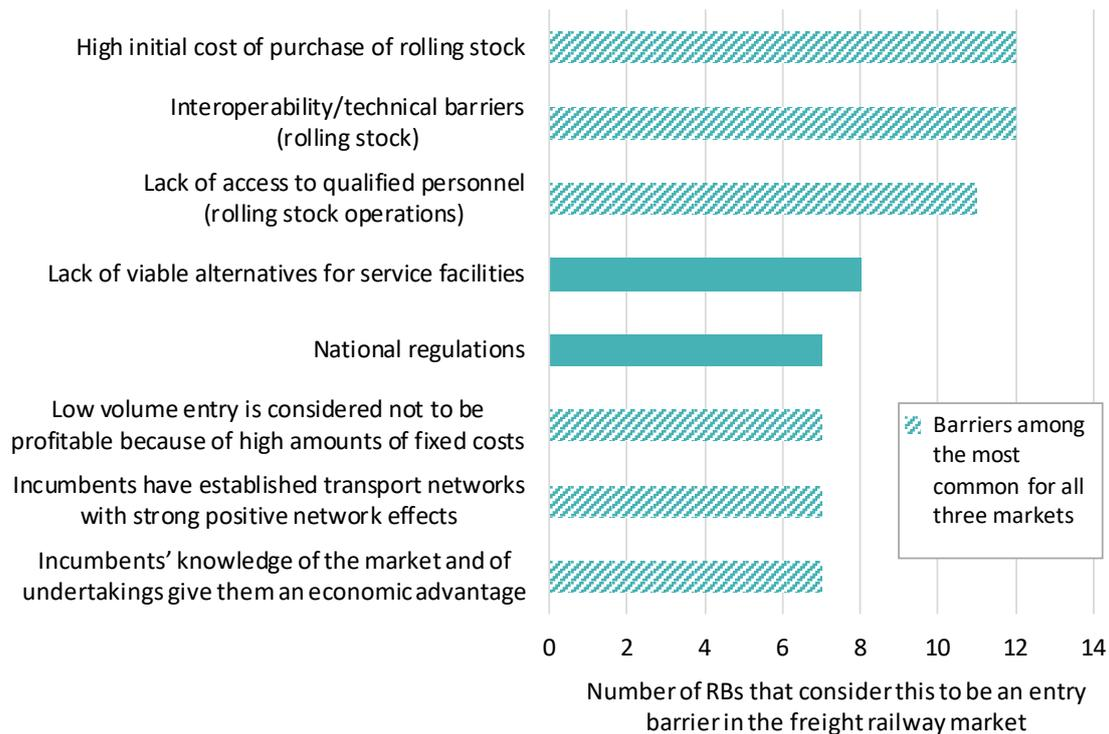 High initial cost of purchase of rolling stock
Interoperability/technical barriers
(rolling stock)
Lack of access to qualified personnel
(rolling stock operations)
Lack of viable alternatives for service facilities
National regulations
Low volume entry is considered not to be
profitable because of high amounts of fixed costs
Incumbents have established transport networks
with strong positive network effects
Incumbents’ knowledge of the market and of
undertakings give them an economic advantage
Barriers among
the most
common for all
three markets
0 2 4 6 8 10 12 14
Number of RBs that consider this to be an entry
barrier in the freight railway market